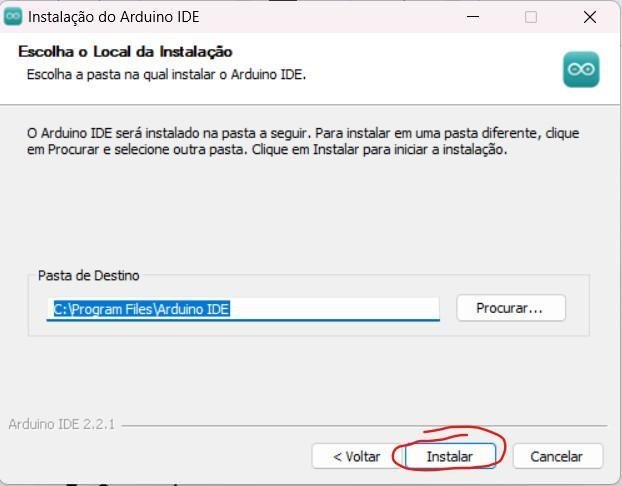 Instalação do Arduino IDE
Escolha o Local da Instalação
Escolha a pasta na qual instalar o Arduino IDE.
O Arduino IDE será instalado na pasta a seguir. Para instalar em uma pasta diferente, clique
em Procurar e selecione outra pasta. Clique em Instalar para iniciar a instalação.
Pasta de Destino
C:\Program Files\Arduino IDE
Procurar...
Arduino IDE 2.2.1
< Voltar
Instalar
Cancelar